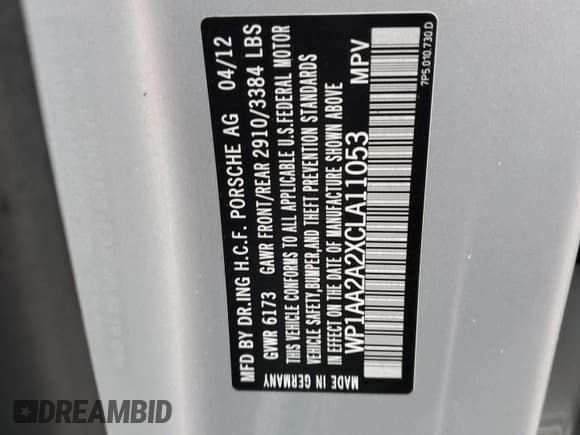 MFD BY DR.ING H.C.F. PORSCHE AG 04/12
GVWR 6173 GAWR FRONT/REAR 2910/3384 LBS
THIS VEHICLE CONFORMS TO ALL APPLICABLE U.S.FEDERAL MOTOR
VEHICLE SAFETY,BUMPER,AND THEFT PREVENTION STANDARDS
IN EFFECT ON THE DATE OF MANUFACTURE SHOWN ABOVE
WP1AA2A2XCLA11053 MPV
MADE IN GERMANY
7P5.010.730.D
DREAMBID